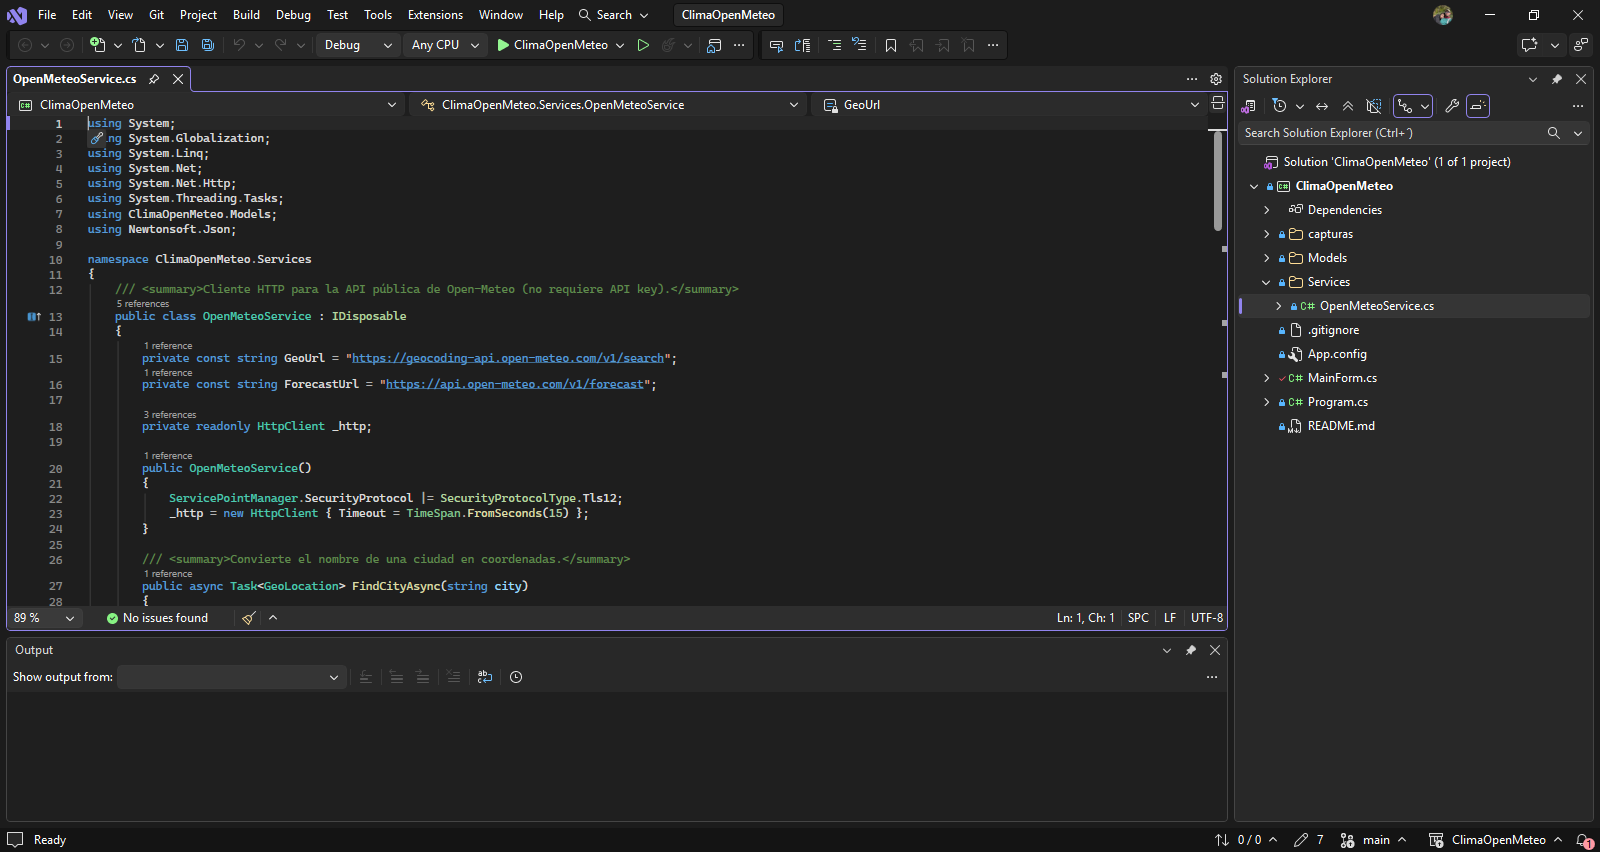 File Edit View Git Project Build Debug Test Tools Extensions Window Help Search ClimaOpenMeteo
Debug Any CPU ClimaOpenMeteo
OpenMeteoService.cs
ClimaOpenMeteo ClimaOpenMeteo.Services.OpenMeteoService GeoUrl
1 using System;
2 ng System.Globalization;
3 using System.Linq;
4 using System.Net;
5 using System.Net.Http;
6 using System.Threading.Tasks;
7 using ClimaOpenMeteo.Models;
8 using Newtonsoft.Json;
9
10 namespace ClimaOpenMeteo.Services
11 {
12 /// <summary>Cliente HTTP para la API pública de Open-Meteo (no requiere API key).</summary>
5 references
13 public class OpenMeteoService : IDisposable
14 {
1 reference
15 private const string GeoUrl = "https://geocoding-api.open-meteo.com/v1/search";
1 reference
16 private const string ForecastUrl = "https://api.open-meteo.com/v1/forecast";
17
3 references
18 private readonly HttpClient _http;
19
1 reference
20 public OpenMeteoService()
21 {
22 ServicePointManager.SecurityProtocol |= SecurityProtocolType.Tls12;
23 _http = new HttpClient { Timeout = TimeSpan.FromSeconds(15) };
24 }
25
26 /// <summary>Convierte el nombre de una ciudad en coordenadas.</summary>
1 reference
27 public async Task<GeoLocation> FindCityAsync(string city)
28 {
89 % No issues found Ln: 1, Ch: 1 SPC LF UTF-8
Output
Show output from:
Solution Explorer
Search Solution Explorer (Ctrl+´)
Solution 'ClimaOpenMeteo' (1 of 1 project)
C# ClimaOpenMeteo
Dependencies
capturas
Models
Services
C# OpenMeteoService.cs
.gitignore
App.config
C# MainForm.cs
C# Program.cs
README.md
Ready 0 / 0 7 main ClimaOpenMeteo 1